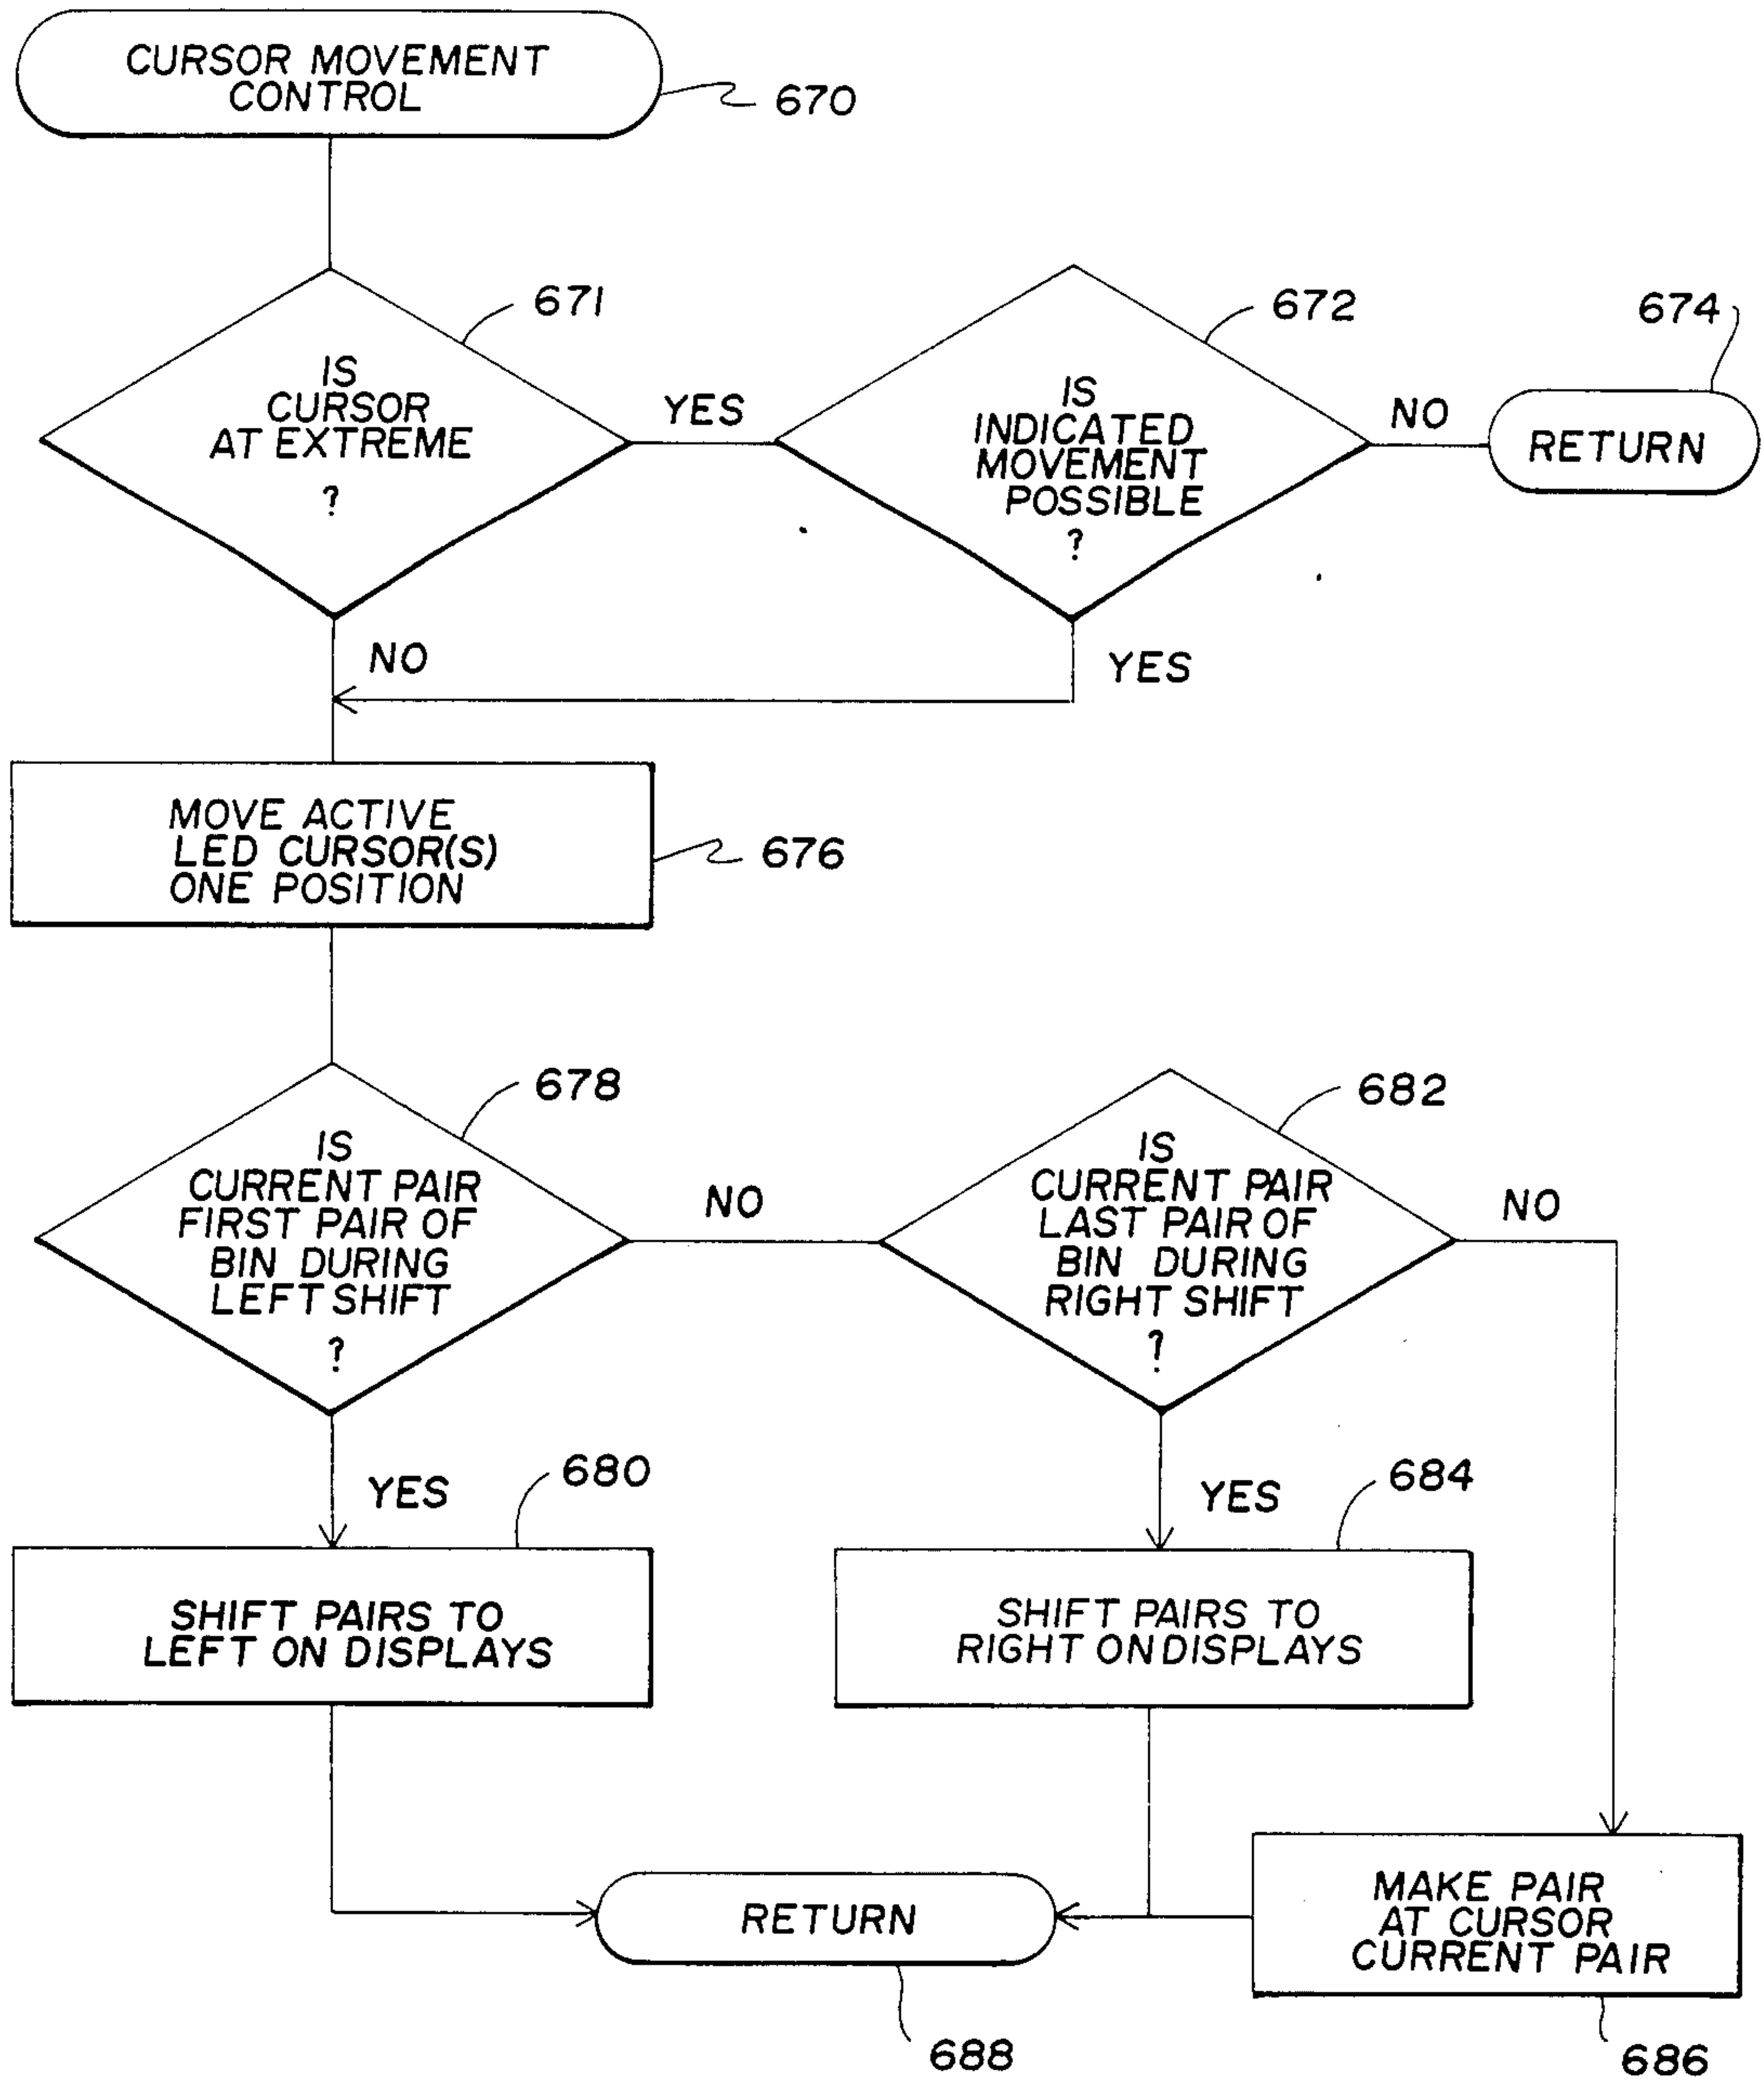 CURSOR MOVEMENT
CONTROL
670
IS
CURSOR
AT EXTREME
?
671
YES
IS
INDICATED
MOVEMENT
POSSIBLE
?
672
NO
674
RETURN
NO
YES
MOVE ACTIVE
LED CURSOR(S)
ONE POSITION
676
IS
CURRENT PAIR
FIRST PAIR OF
BIN DURING
LEFT SHIFT
?
678
NO
IS
CURRENT PAIR
LAST PAIR OF
BIN DURING
RIGHT SHIFT
?
682
NO
YES
680
YES
684
SHIFT PAIRS TO
LEFT ON DISPLAYS
SHIFT PAIRS TO
RIGHT ON DISPLAYS
RETURN
688
MAKE PAIR
AT CURSOR
CURRENT PAIR
686